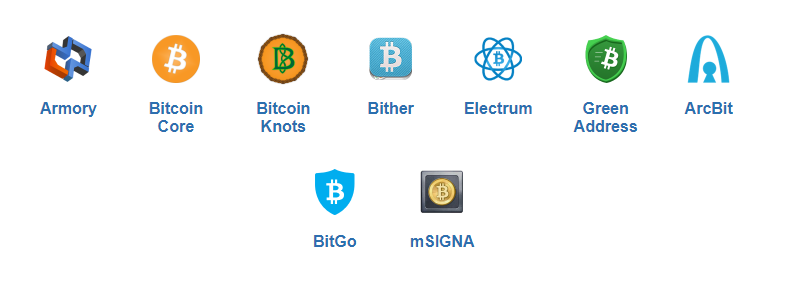 Armory
Bitcoin
Core
Bitcoin
Knots
Bither
Electrum
Green
Address
ArcBit
BitGo
mSIGNA